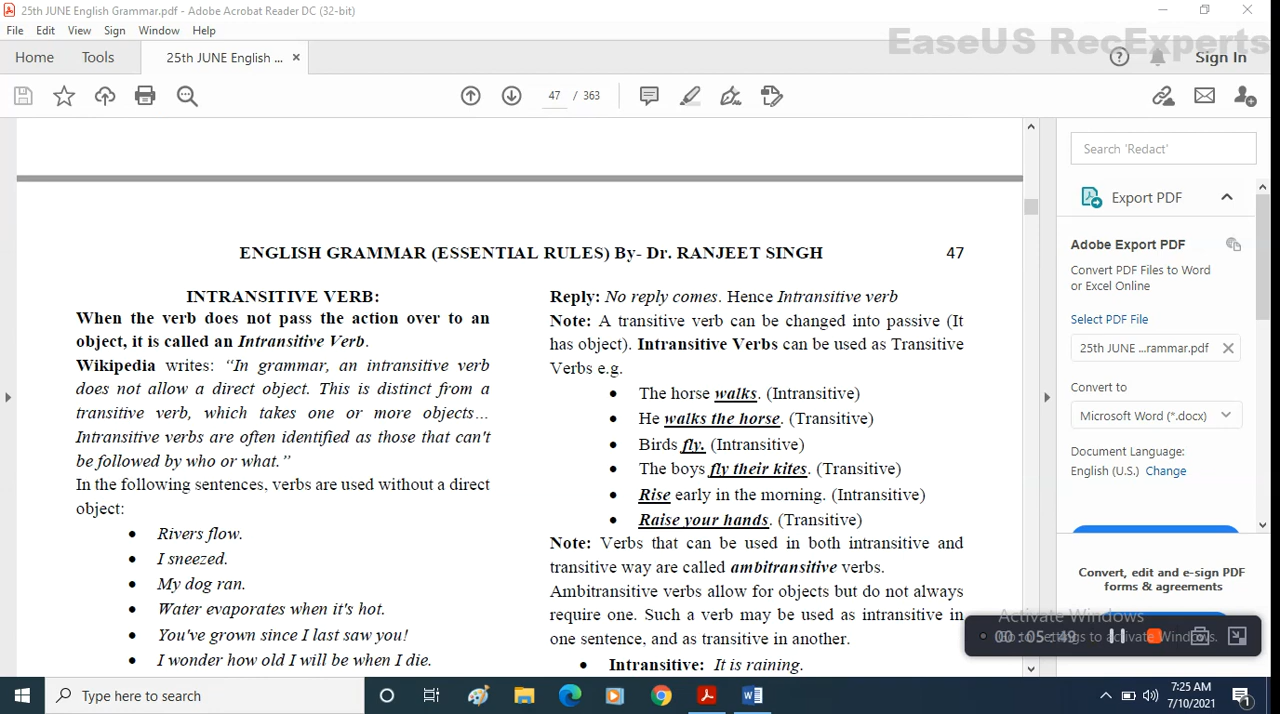 25th JUNE English Grammar.pdf - Adobe Acrobat Reader DC (32-bit)
File Edit View Sign Window Help
EaseUS RecExperts
Home Tools 25th JUNE English ... × Sign In
47 / 363
Search 'Redact'
Export PDF
Adobe Export PDF
Convert PDF Files to Word
or Excel Online
Select PDF File
25th JUNE ...rammar.pdf
Convert to
Microsoft Word (*.docx)
Document Language:
English (U.S.) Change
Convert, edit and e-sign PDF
forms & agreements
ENGLISH GRAMMAR (ESSENTIAL RULES) By- Dr. RANJEET SINGH 47
INTRANSITIVE VERB:
When the verb does not pass the action over to an
object, it is called an Intransitive Verb.
Wikipedia writes: “In grammar, an intransitive verb
does not allow a direct object. This is distinct from a
transitive verb, which takes one or more objects…
Intransitive verbs are often identified as those that can't
be followed by who or what.”
In the following sentences, verbs are used without a direct
object:
• Rivers flow.
• I sneezed.
• My dog ran.
• Water evaporates when it's hot.
• You've grown since I last saw you!
• I wonder how old I will be when I die.
Reply: No reply comes. Hence Intransitive verb
Note: A transitive verb can be changed into passive (It
has object). Intransitive Verbs can be used as Transitive
Verbs e.g.
• The horse walks. (Intransitive)
• He walks the horse. (Transitive)
• Birds fly. (Intransitive)
• The boys fly their kites. (Transitive)
• Rise early in the morning. (Intransitive)
• Raise your hands. (Transitive)
Note: Verbs that can be used in both intransitive and
transitive way are called ambitransitive verbs.
Ambitransitive verbs allow for objects but do not always
require one. Such a verb may be used as intransitive in
one sentence, and as transitive in another.
• Intransitive: It is raining.
Activate Windows
Go to Settings to activate Windows.
00:05:49
Type here to search
7:25 AM
7/10/2021
1